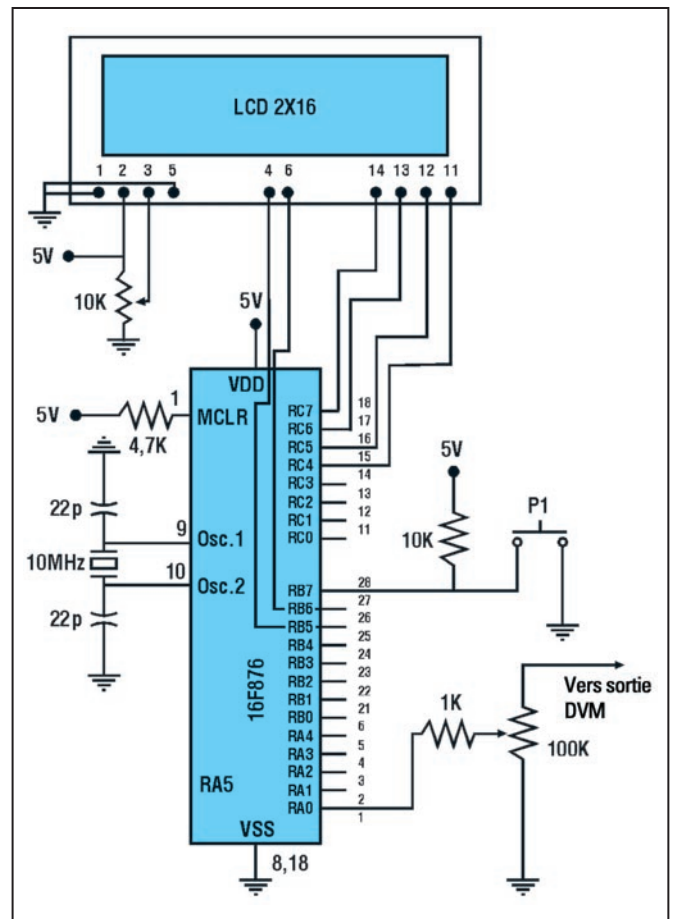 LCD 2X16
1 2 3 5 4 6 14 13 12 11
5V
10K
5V
VDD
5V
1
MCLR
4,7K
RC7 18
RC6 17
RC5 16
RC4 15
RC3 14
RC2 13
RC1 12
RC0 11
22p
9
Osc.1
10MHz
10
Osc.2
22p
5V
10K
P1
RB7 28
RB6 27
RB5 26
RB4 25
RB3 24
RB2 23
RB1 22
RB0 21
RA4 6
RA3 5
RA2 4
RA1 3
RA0 2
1
16F876
RA5
VSS
8,18
1K
Vers sortie
DVM
100K